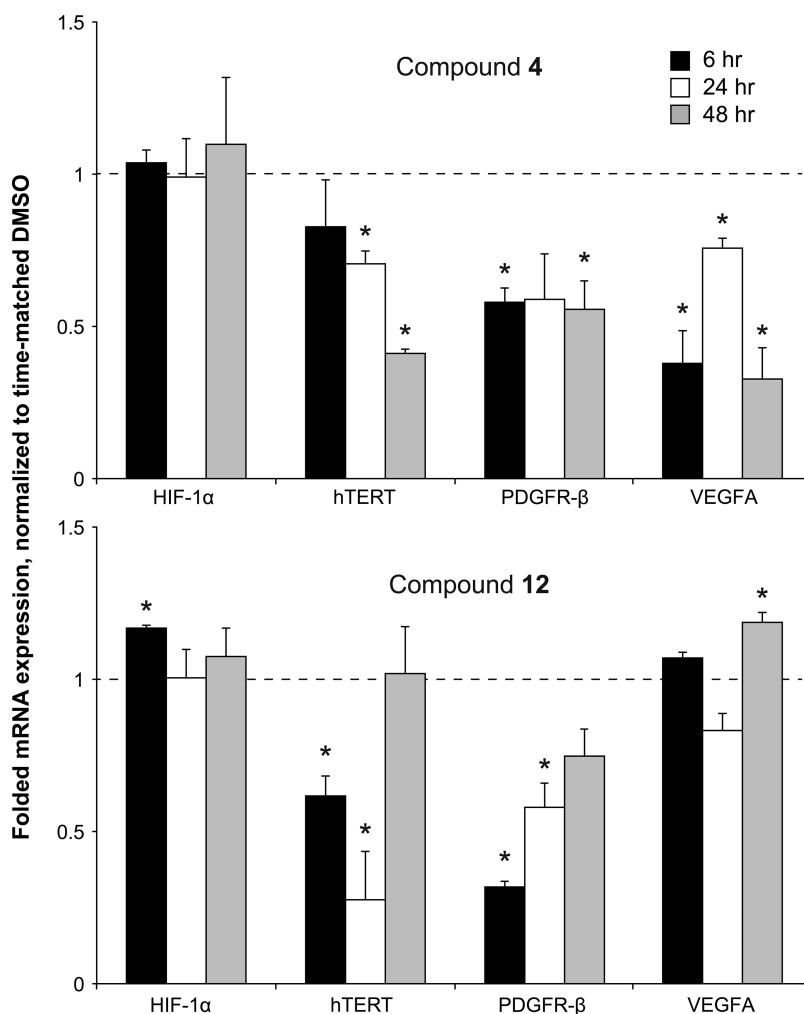 Folded mRNA expression, normalized to time-matched DMSO
1.5
1
0.5
0
Compound 4
6 hr
24 hr
48 hr
*
*
*
*
*
*
*
HIF-1α
hTERT
PDGFR-β
VEGFA
1.5
1
0.5
0
Compound 12
*
*
*
*
*
*
HIF-1α
hTERT
PDGFR-β
VEGFA